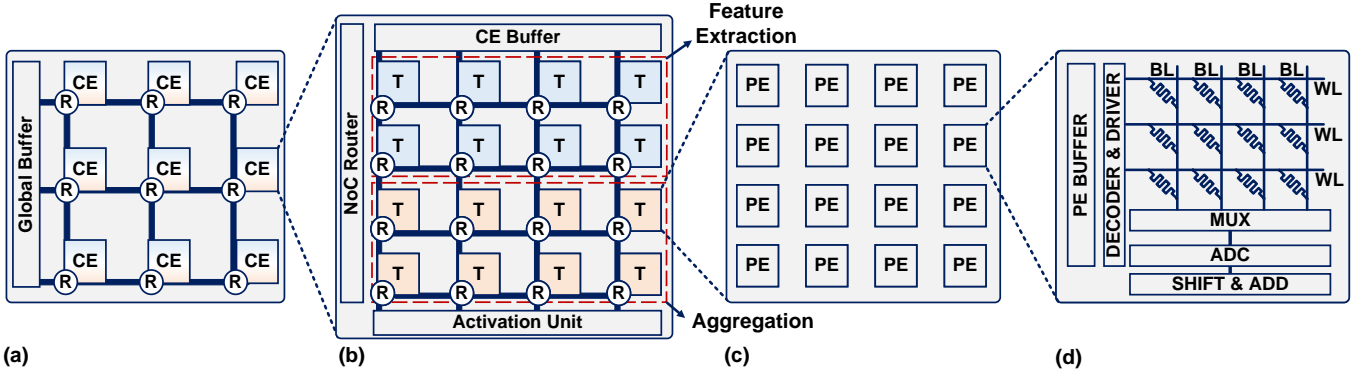 Global Buffer
CE CE CE
R R R
CE CE CE
R R R
CE CE CE
R R R
(a)
NoC Router
CE Buffer
T T T T
R R R R
T T T T
R R R R
T T T T
R R R R
T T T T
R R R R
Activation Unit
(b)
Feature
Extraction
Aggregation
PE PE PE PE
PE PE PE PE
PE PE PE PE
PE PE PE PE
(c)
PE BUFFER
DECODER & DRIVER
BL BL BL BL
WL
WL
WL
MUX
ADC
SHIFT & ADD
(d)